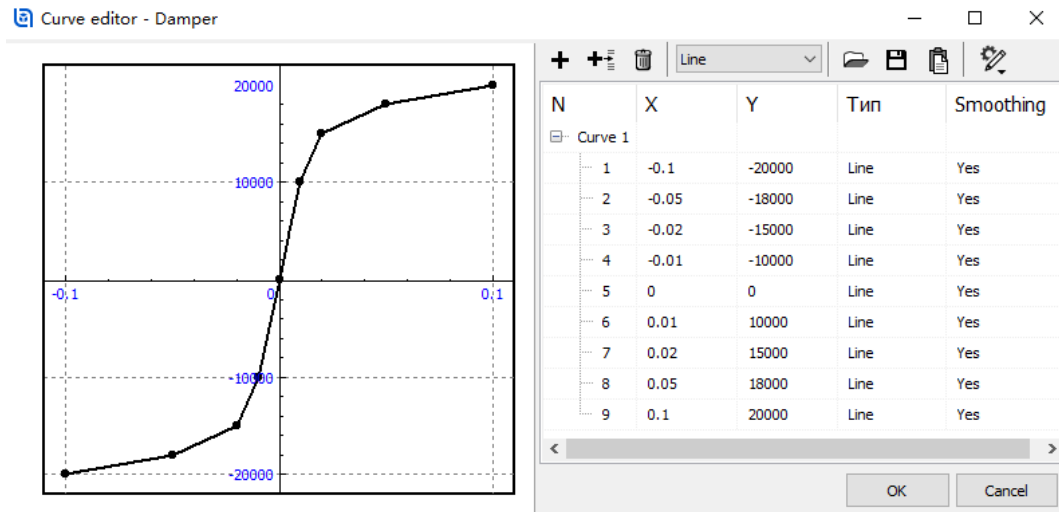 Curve editor - Damper
Line
20000
10000
-0,1 0 0,1
-10000
-20000
N X Y Тип Smoothing
Curve 1
1 -0.1 -20000 Line Yes
2 -0.05 -18000 Line Yes
3 -0.02 -15000 Line Yes
4 -0.01 -10000 Line Yes
5 0 0 Line Yes
6 0.01 10000 Line Yes
7 0.02 15000 Line Yes
8 0.05 18000 Line Yes
9 0.1 20000 Line Yes
OK Cancel